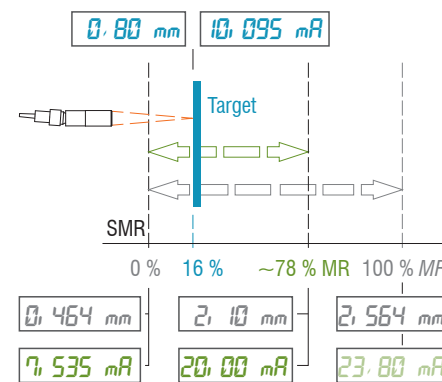 0,80 mm 10,095 mA
Target
SMR
0 % 16 % ~78 % MR 100 % MR
0,464 mm 2,10 mm 2,564 mm
7,535 mA 20,00 mA 23,80 mA